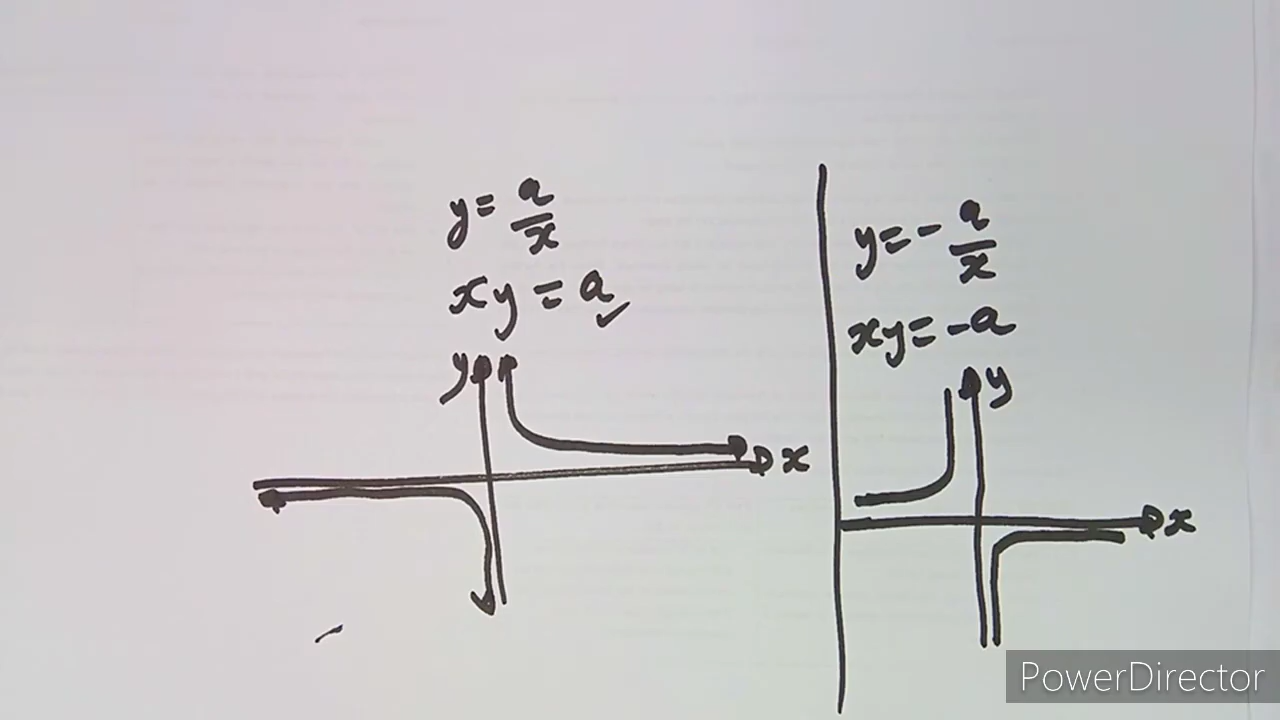 y = a/x
xy = a
y
x
y = - a/x
xy = -a
y
x
PowerDirector